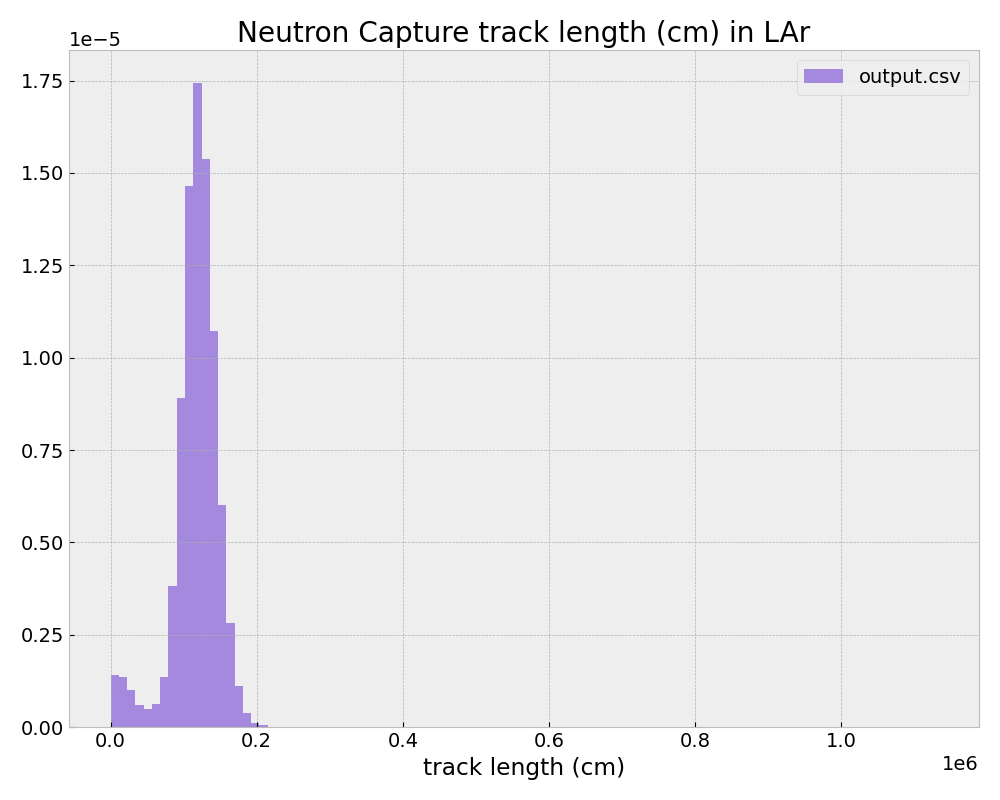 Neutron Capture track length (cm) in LAr
1e−5
output.csv
1.75
1.50
1.25
1.00
0.75
0.50
0.25
0.00
0.0 0.2 0.4 0.6 0.8 1.0
track length (cm)
1e6